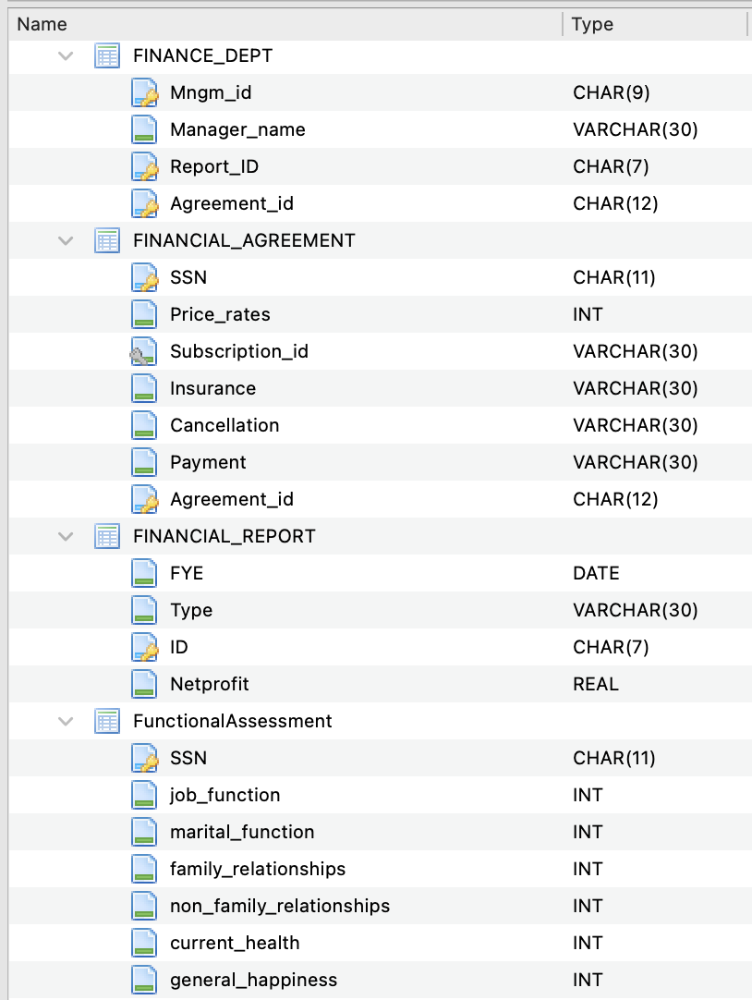 Name Type
FINANCE_DEPT
Mngm_id CHAR(9)
Manager_name VARCHAR(30)
Report_ID CHAR(7)
Agreement_id CHAR(12)
FINANCIAL_AGREEMENT
SSN CHAR(11)
Price_rates INT
Subscription_id VARCHAR(30)
Insurance VARCHAR(30)
Cancellation VARCHAR(30)
Payment VARCHAR(30)
Agreement_id CHAR(12)
FINANCIAL_REPORT
FYE DATE
Type VARCHAR(30)
ID CHAR(7)
Netprofit REAL
FunctionalAssessment
SSN CHAR(11)
job_function INT
marital_function INT
family_relationships INT
non_family_relationships INT
current_health INT
general_happiness INT